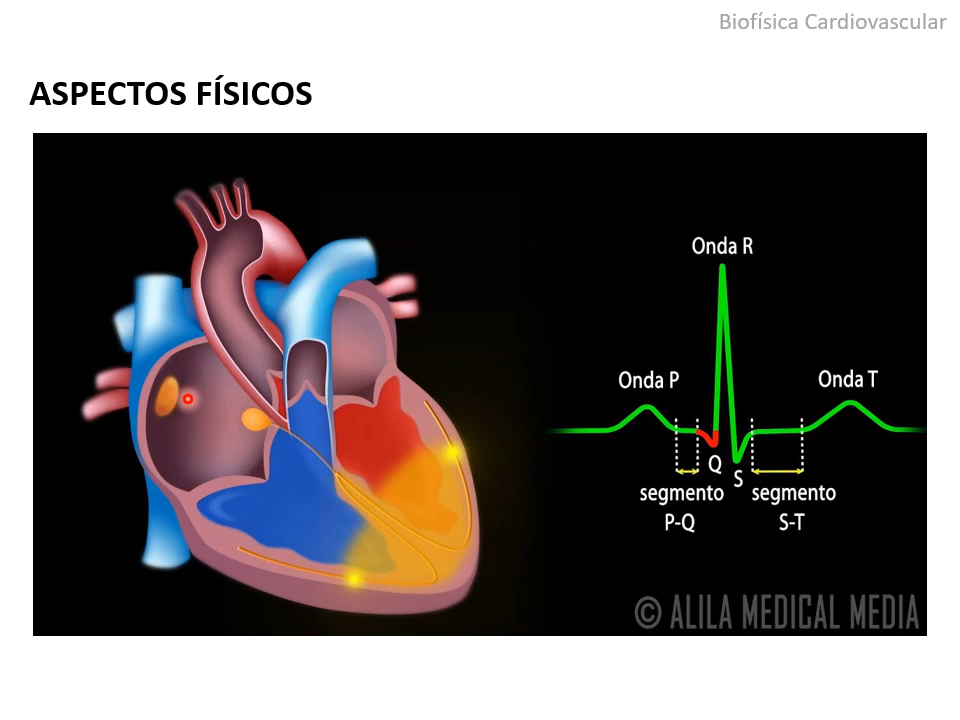 Biofísica Cardiovascular
ASPECTOS FÍSICOS
Onda R
Onda P
Onda T
Q
S
segmento
P-Q
segmento
S-T
© ALILA MEDICAL MEDIA